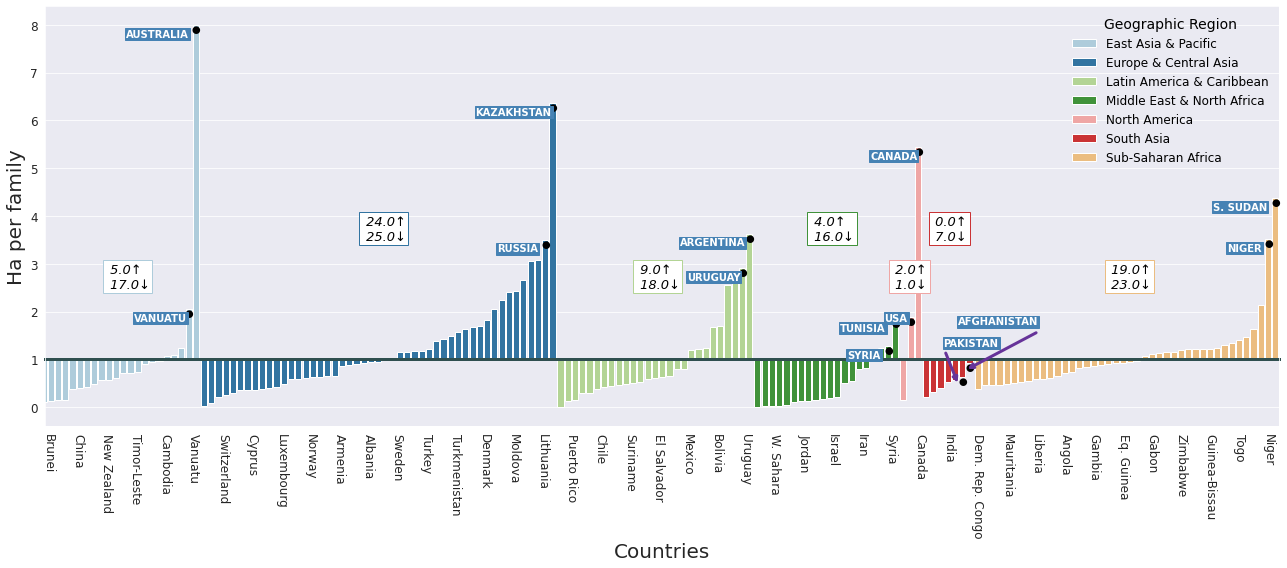 Ha per family
8
7
6
5
4
3
2
1
0
AUSTRALIA
VANUATU
5.0↑
17.0↓
24.0↑
25.0↓
KAZAKHSTAN
RUSSIA
9.0↑
18.0↓
ARGENTINA
URUGUAY
4.0↑
16.0↓
TUNISIA
SYRIA
CANADA
USA
2.0↑
1.0↓
0.0↑
7.0↓
AFGHANISTAN
PAKISTAN
19.0↑
23.0↓
S. SUDAN
NIGER
Geographic Region
East Asia & Pacific
Europe & Central Asia
Latin America & Caribbean
Middle East & North Africa
North America
South Asia
Sub-Saharan Africa
Brunei
China
New Zealand
Timor-Leste
Cambodia
Vanuatu
Switzerland
Cyprus
Luxembourg
Norway
Armenia
Albania
Sweden
Turkey
Turkmenistan
Denmark
Moldova
Lithuania
Puerto Rico
Chile
Suriname
El Salvador
Mexico
Bolivia
Uruguay
W. Sahara
Jordan
Israel
Iran
Syria
Canada
India
Dem. Rep. Congo
Mauritania
Liberia
Angola
Gambia
Eq. Guinea
Gabon
Zimbabwe
Guinea-Bissau
Togo
Niger
Countries